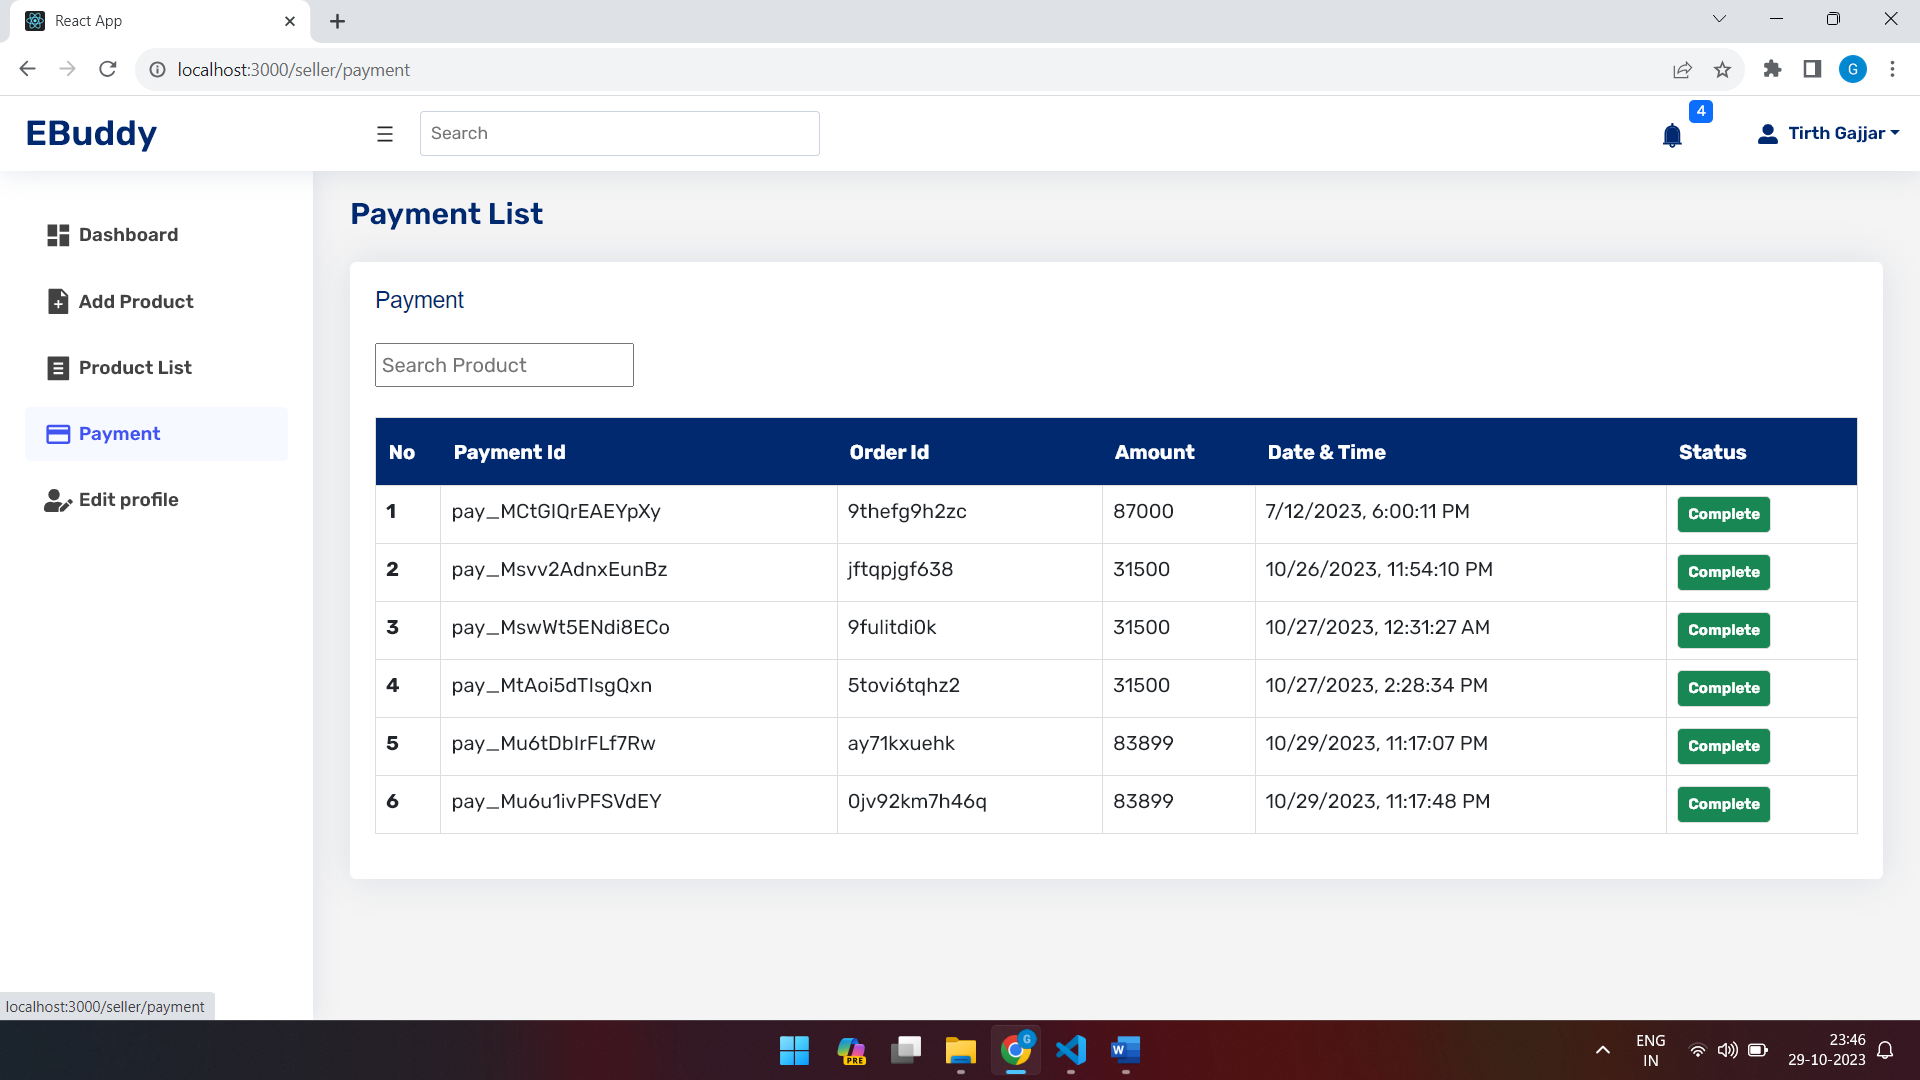 React App
localhost:3000/seller/payment
G
EBuddy
Search
4
Tirth Gajjar
Dashboard
Add Product
Product List
Payment
Edit profile
Payment List
Payment
Search Product
No Payment Id Order Id Amount Date & Time Status
1 pay_MCtGlQrEAEYpXy 9thefg9h2zc 87000 7/12/2023, 6:00:11 PM Complete
2 pay_Msvv2AdnxEunBz jftqpjgf638 31500 10/26/2023, 11:54:10 PM Complete
3 pay_MswWt5ENdi8ECo 9fulitdi0k 31500 10/27/2023, 12:31:27 AM Complete
4 pay_MtAoi5dTlsgQxn 5tovi6tqhz2 31500 10/27/2023, 2:28:34 PM Complete
5 pay_Mu6tDbIrFLf7Rw ay71kxuehk 83899 10/29/2023, 11:17:07 PM Complete
6 pay_Mu6u1ivPFSVdEY 0jv92km7h46q 83899 10/29/2023, 11:17:48 PM Complete
localhost:3000/seller/payment
PRE
G
W
ENG
IN
23:46
29-10-2023